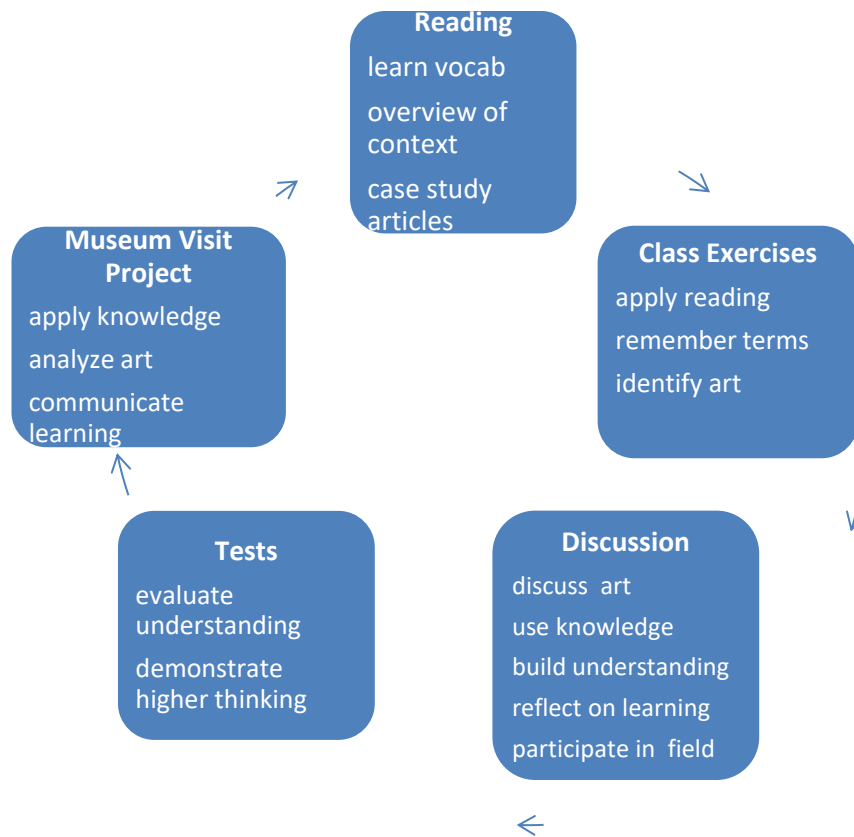 Reading
learn vocab
overview of
context
case study
articles
Class Exercises
apply reading
remember terms
identify art
Discussion
discuss art
use knowledge
build understanding
reflect on learning
participate in field
Tests
evaluate
understanding
demonstrate
higher thinking
Museum Visit
Project
apply knowledge
analyze art
communicate
learning